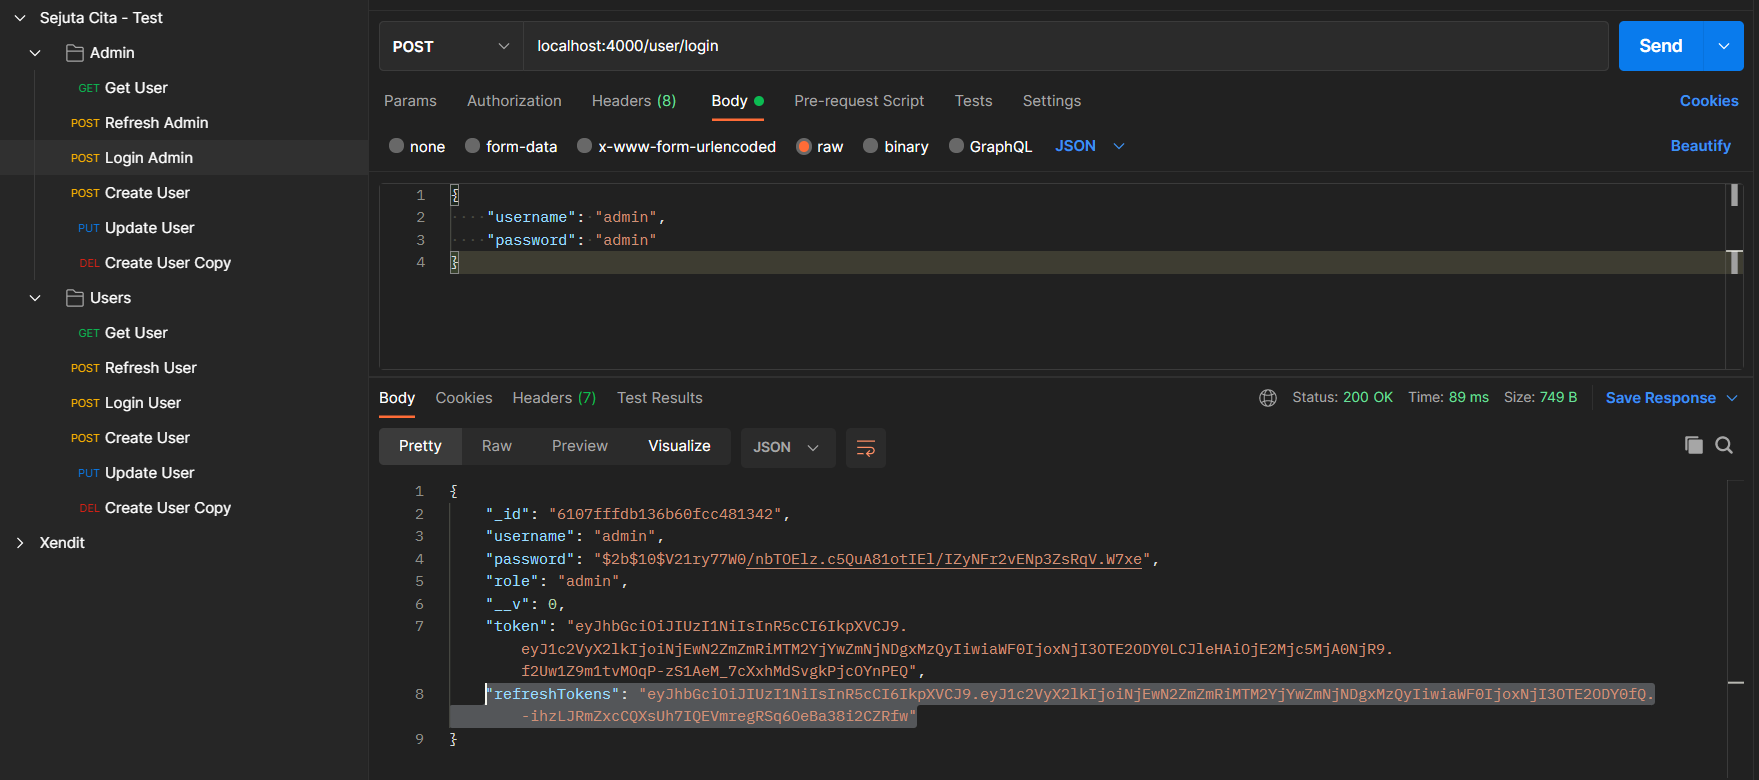 Sejuta Cita - Test
Admin
GET Get User
POST Refresh Admin
POST Login Admin
POST Create User
PUT Update User
DEL Create User Copy
Users
GET Get User
POST Refresh User
POST Login User
POST Create User
PUT Update User
DEL Create User Copy
Xendit
POST localhost:4000/user/login Send
Params Authorization Headers (8) Body Pre-request Script Tests Settings Cookies
none form-data x-www-form-urlencoded raw binary GraphQL JSON Beautify
1 {
2 "username": "admin",
3 "password": "admin"
4 }
Body Cookies Headers (7) Test Results Status: 200 OK Time: 89 ms Size: 749 B Save Response
Pretty Raw Preview Visualize JSON
1 {
2 "_id": "6107fffdb136b60fcc481342",
3 "username": "admin",
4 "password": "$2b$10$V21ry77W0/nbTOElz.c5QuA81otIEl/IZyNFr2vENp3ZsRqV.W7xe",
5 "role": "admin",
6 "__v": 0,
7 "token": "eyJhbGciOiJIUzI1NiIsInR5cCI6IkpXVCJ9.
eyJ1c2VyX2lkIjoiNjEwN2ZmZmRiMTM2YjYwZmNjNDgxMzQyIiwiaWF0IjoxNjI3OTE2ODY0LCJleHAiOjE2Mjc5MjA0NjR9.
f2Uw1Z9m1tvMOqP-zS1AeM_7cXxhMdSvgkPjcOYnPEQ",
8 "refreshTokens": "eyJhbGciOiJIUzI1NiIsInR5cCI6IkpXVCJ9.eyJ1c2VyX2lkIjoiNjEwN2ZmZmRiMTM2YjYwZmNjNDgxMzQyIiwiaWF0IjoxNjI3OTE2ODY0fQ.
-ihzLJRmZxcCQXsUh7IQEVmregRSq6OeBa38i2CZRfw"
9 }